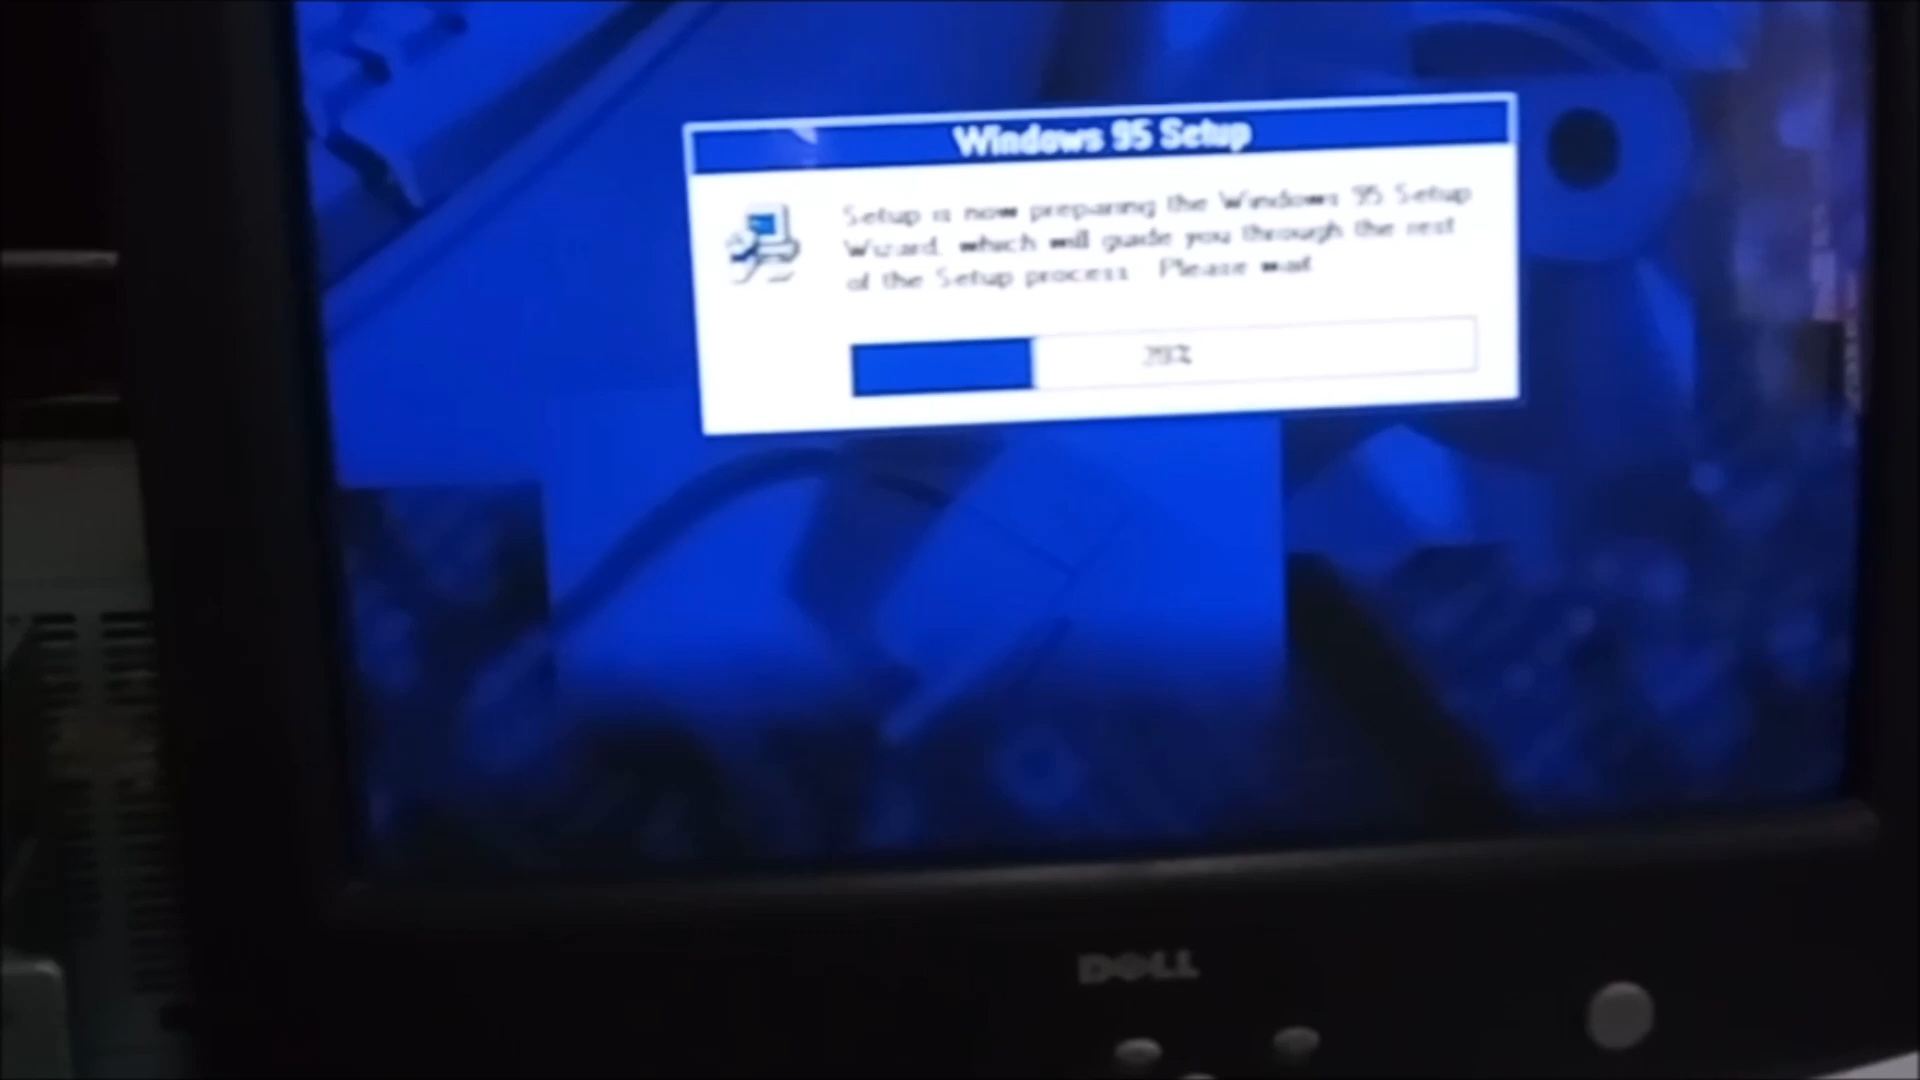 Windows 95 Setup
Setup is now preparing the Windows 95 Setup
Wizard, which will guide you through the rest
of the Setup process. Please wait.
DELL